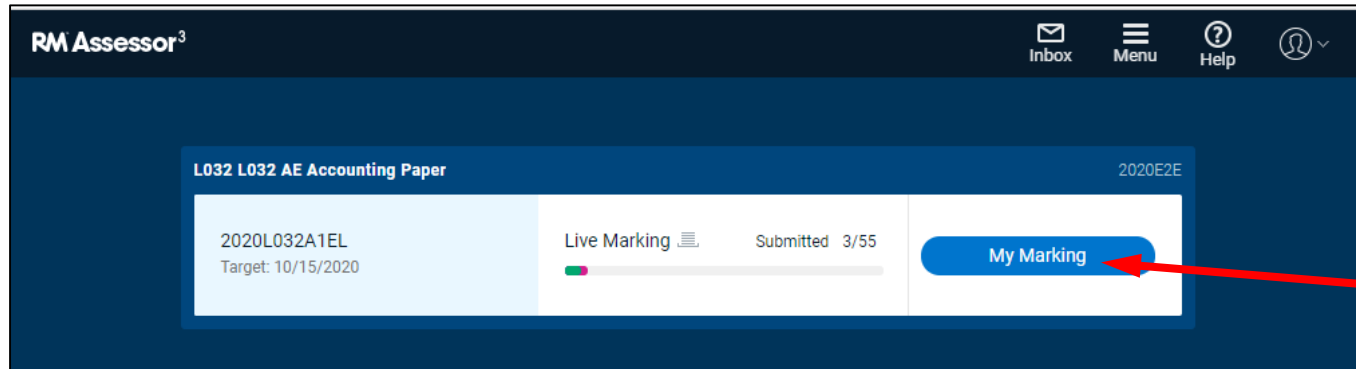 RM Assessor³
Inbox
Menu
Help
L032 L032 AE Accounting Paper 2020E2E
2020L032A1EL
Target: 10/15/2020
Live Marking Submitted 3/55
My Marking